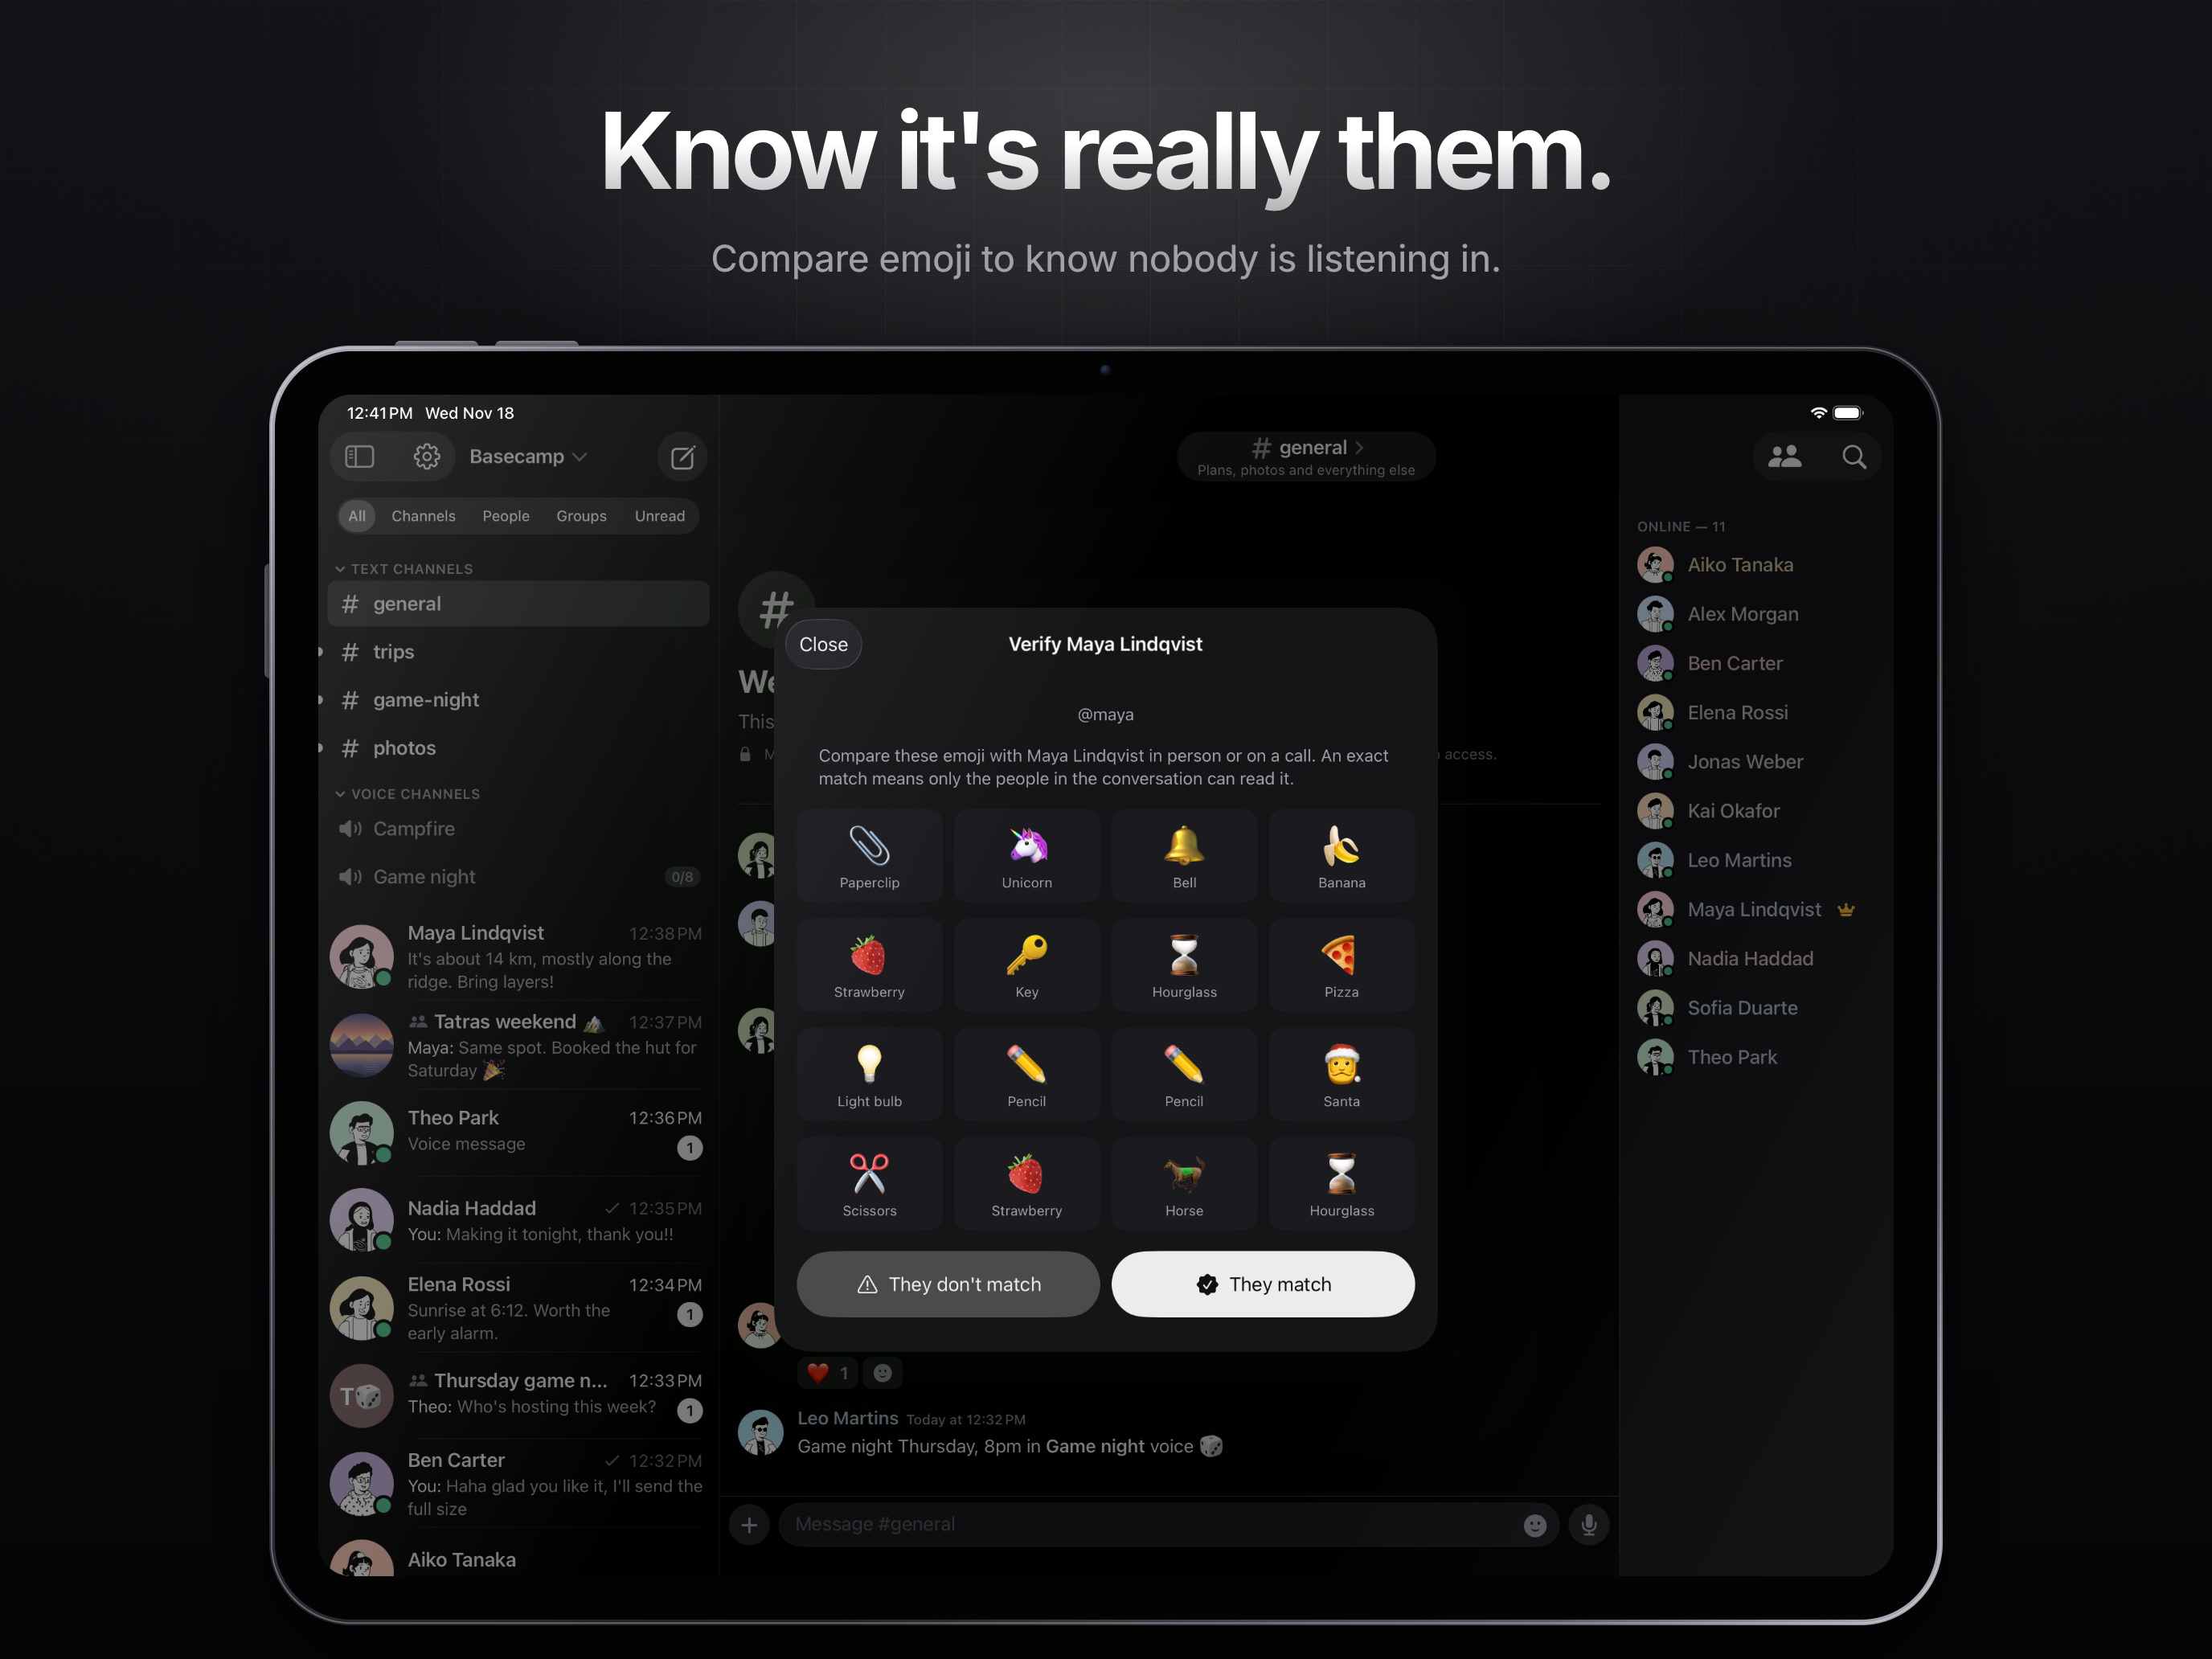 Know it's really them.
Compare emoji to know nobody is listening in.
12:41 PM Wed Nov 18
Basecamp
All Channels People Groups Unread
TEXT CHANNELS
# general
# trips
# game-night
# photos
VOICE CHANNELS
Campfire
Game night 0/8
Maya Lindqvist 12:38 PM
It's about 14 km, mostly along the
ridge. Bring layers!
Tatras weekend 🏔️ 12:37 PM
Maya: Same spot. Booked the hut for
Saturday 🎉
Theo Park 12:36 PM
Voice message 1
Nadia Haddad 12:35 PM
You: Making it tonight, thank you!!
Elena Rossi 12:34 PM
Sunrise at 6:12. Worth the 1
early alarm.
T🎲 Thursday game n... 12:33 PM
Theo: Who's hosting this week? 1
Ben Carter 12:32 PM
You: Haha glad you like it, I'll send the
full size
Aiko Tanaka
# general
Plans, photos and everything else
#
We
This
M
access.
Close
Verify Maya Lindqvist
@maya
Compare these emoji with Maya Lindqvist in person or on a call. An exact
match means only the people in the conversation can read it.
Paperclip Unicorn Bell Banana
Strawberry Key Hourglass Pizza
Light bulb Pencil Pencil Santa
Scissors Strawberry Horse Hourglass
They don't match They match
❤️ 1
Leo Martins Today at 12:32 PM
Game night Thursday, 8pm in Game night voice 🎲
Message #general
ONLINE — 11
Aiko Tanaka
Alex Morgan
Ben Carter
Elena Rossi
Jonas Weber
Kai Okafor
Leo Martins
Maya Lindqvist
Nadia Haddad
Sofia Duarte
Theo Park